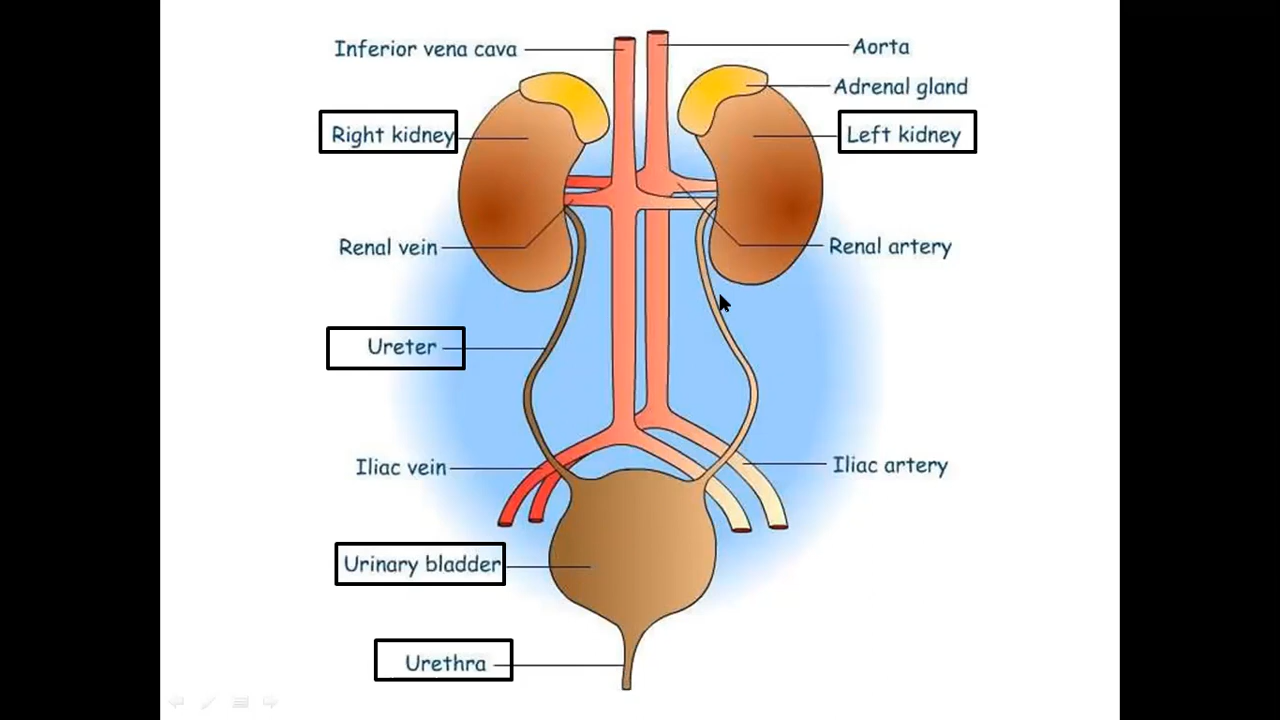 Inferior vena cava
Aorta
Adrenal gland
Right kidney
Left kidney
Renal vein
Renal artery
Ureter
Iliac vein
Iliac artery
Urinary bladder
Urethra